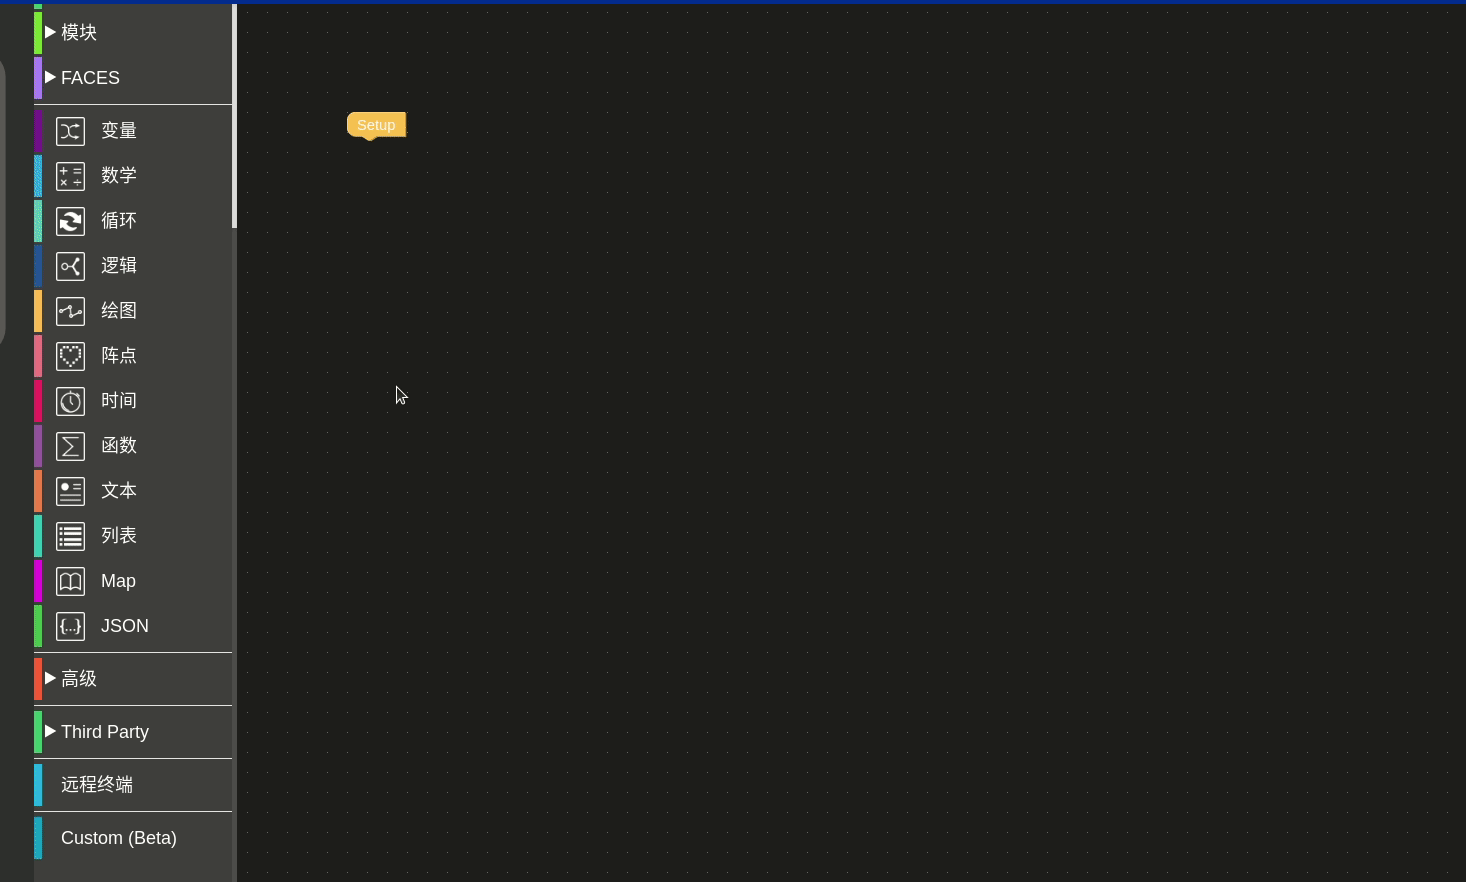 模块
FACES
变量
数学
循环
逻辑
绘图
阵点
时间
函数
文本
列表
Map
JSON
高级
Third Party
远程终端
Custom (Beta)
Setup